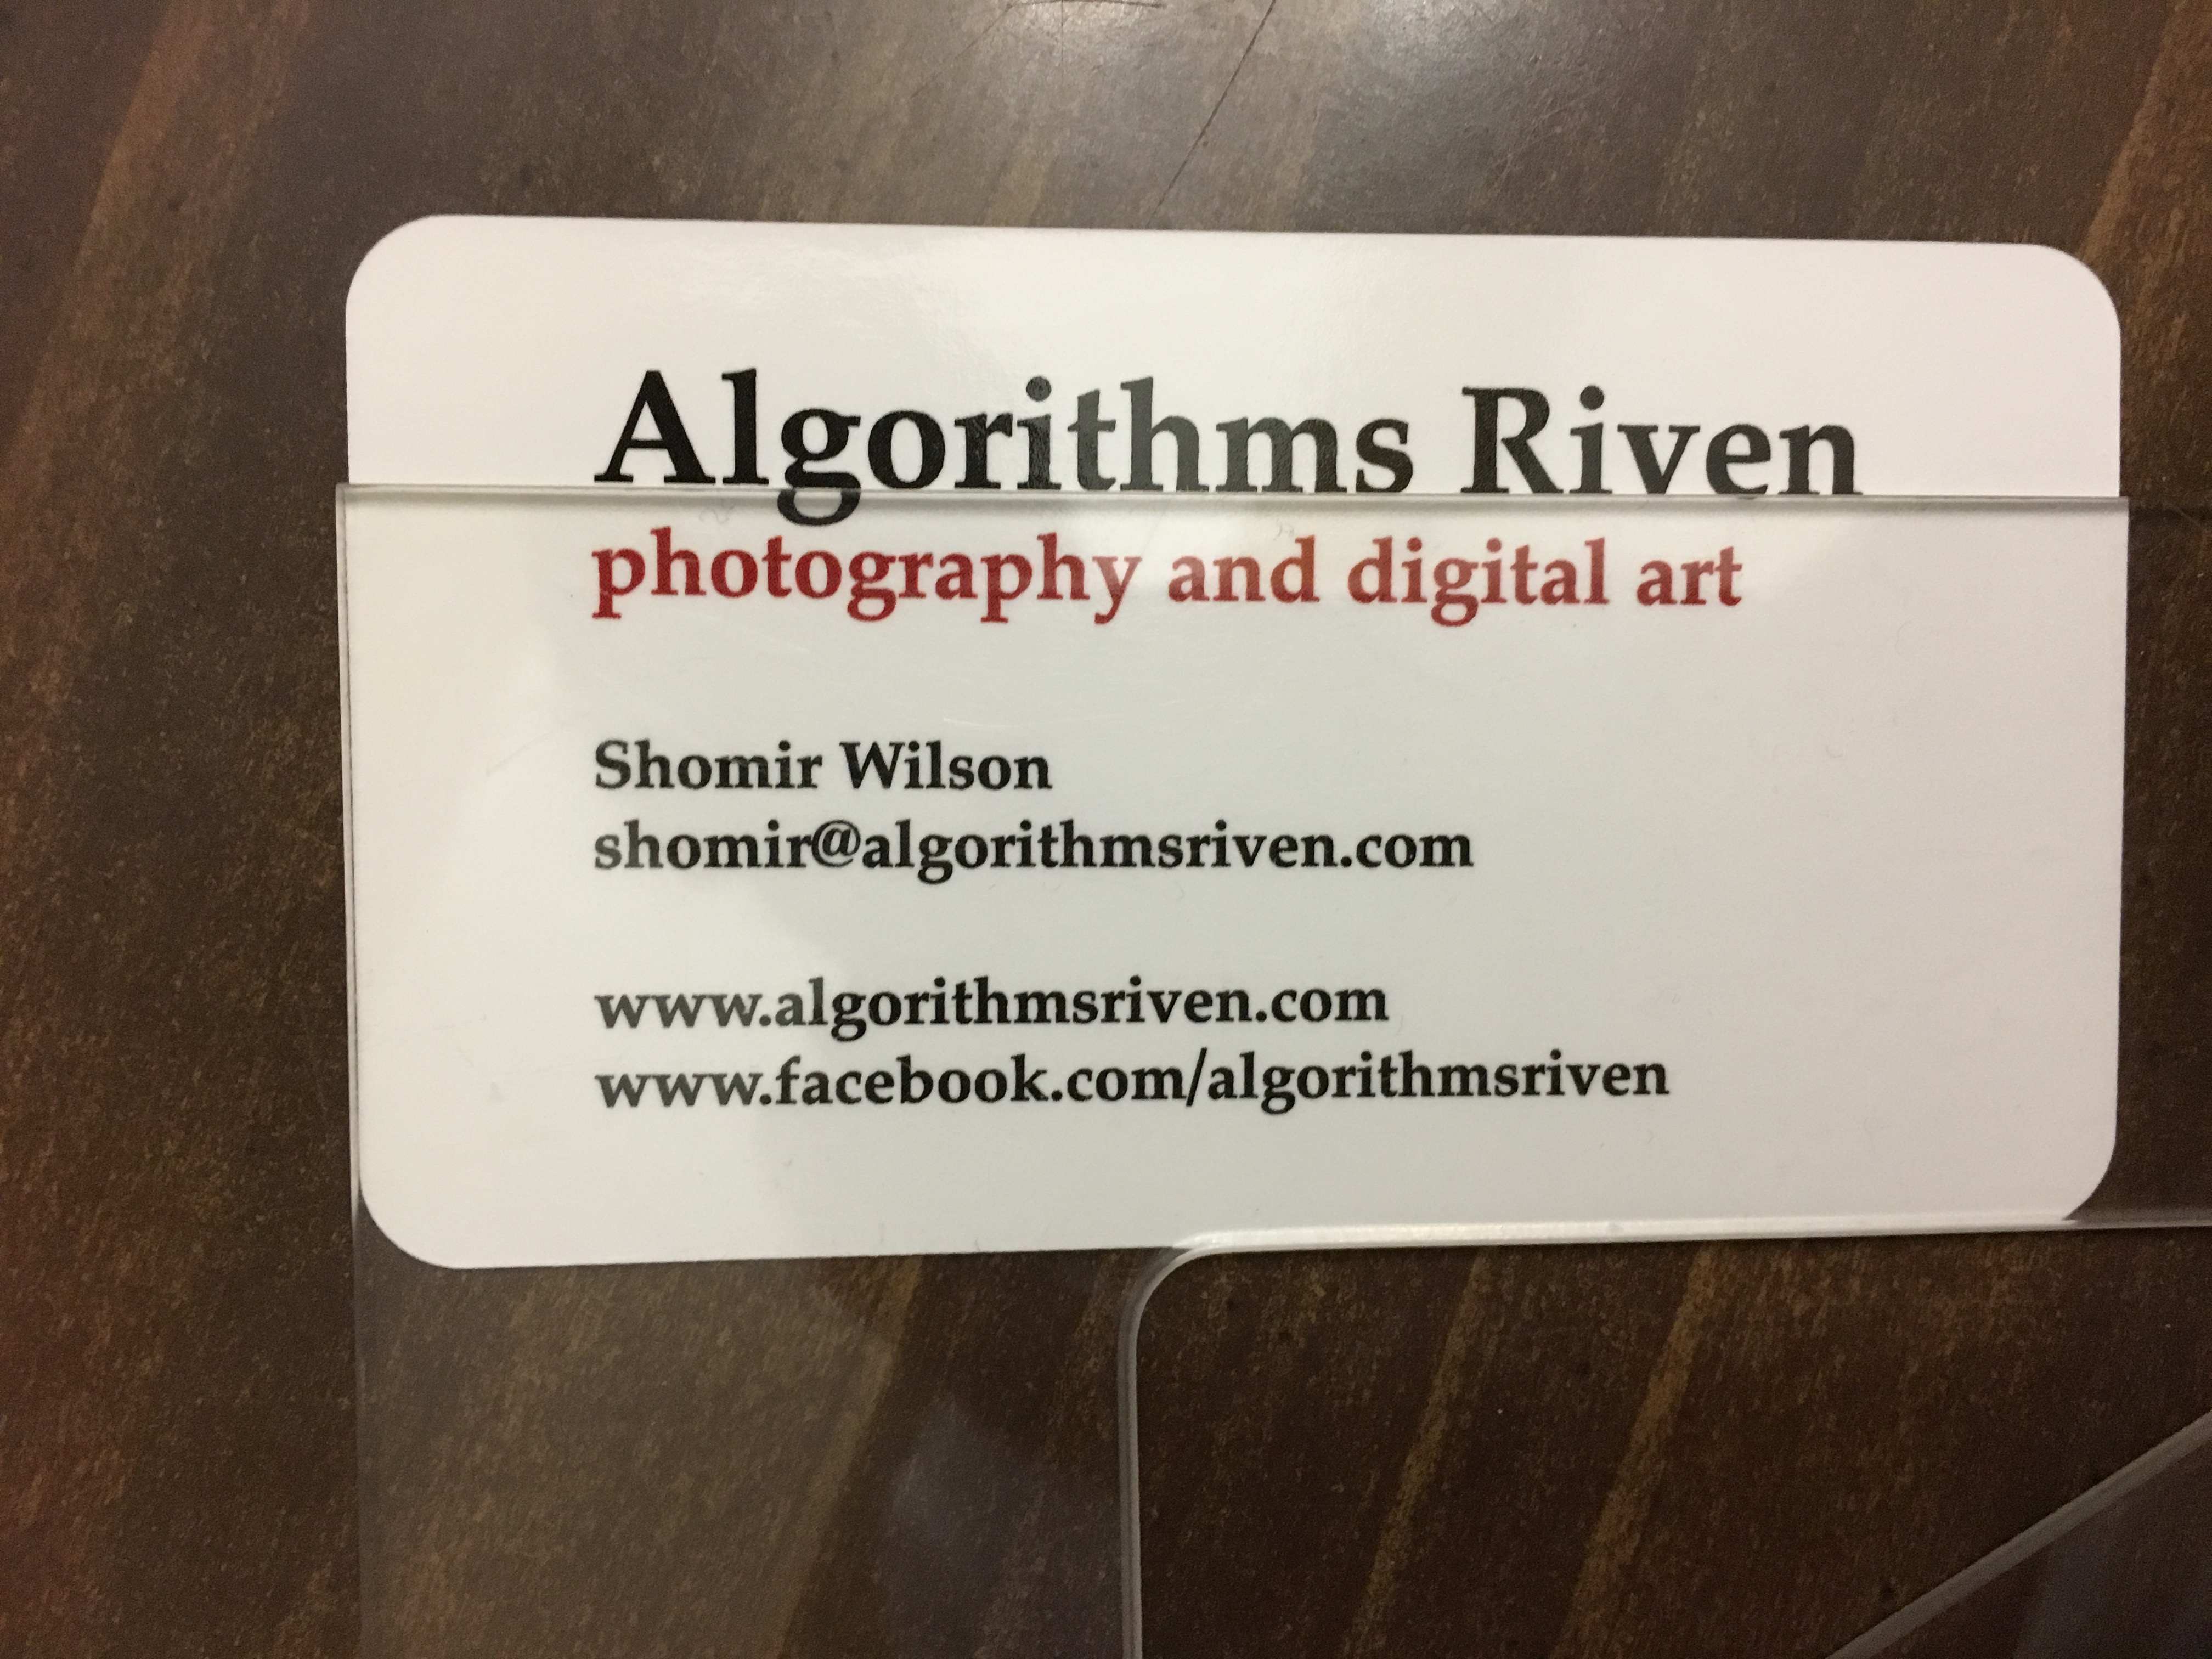 Algorithms Riven
photography and digital art
Shomir Wilson
shomir@algorithmsriven.com
www.algorithmsriven.com
www.facebook.com/algorithmsriven